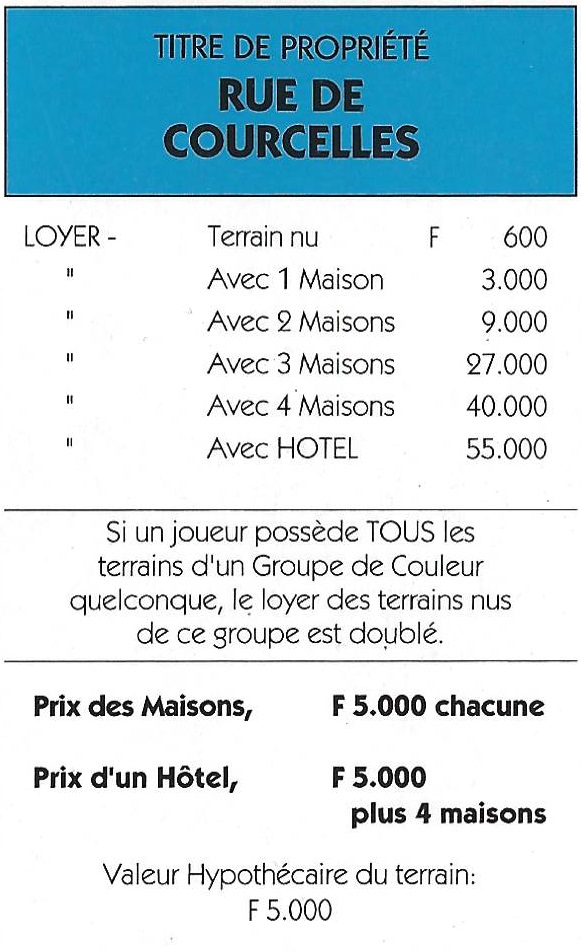 TITRE DE PROPRIÉTÉ
RUE DE
COURCELLES
LOYER - Terrain nu F 600
" Avec 1 Maison 3.000
" Avec 2 Maisons 9.000
" Avec 3 Maisons 27.000
" Avec 4 Maisons 40.000
" Avec HOTEL 55.000
Si un joueur possède TOUS les
terrains d'un Groupe de Couleur
quelconque, le loyer des terrains nus
de ce groupe est doublé.
Prix des Maisons, F 5.000 chacune
Prix d'un Hôtel, F 5.000
plus 4 maisons
Valeur Hypothécaire du terrain:
F 5.000